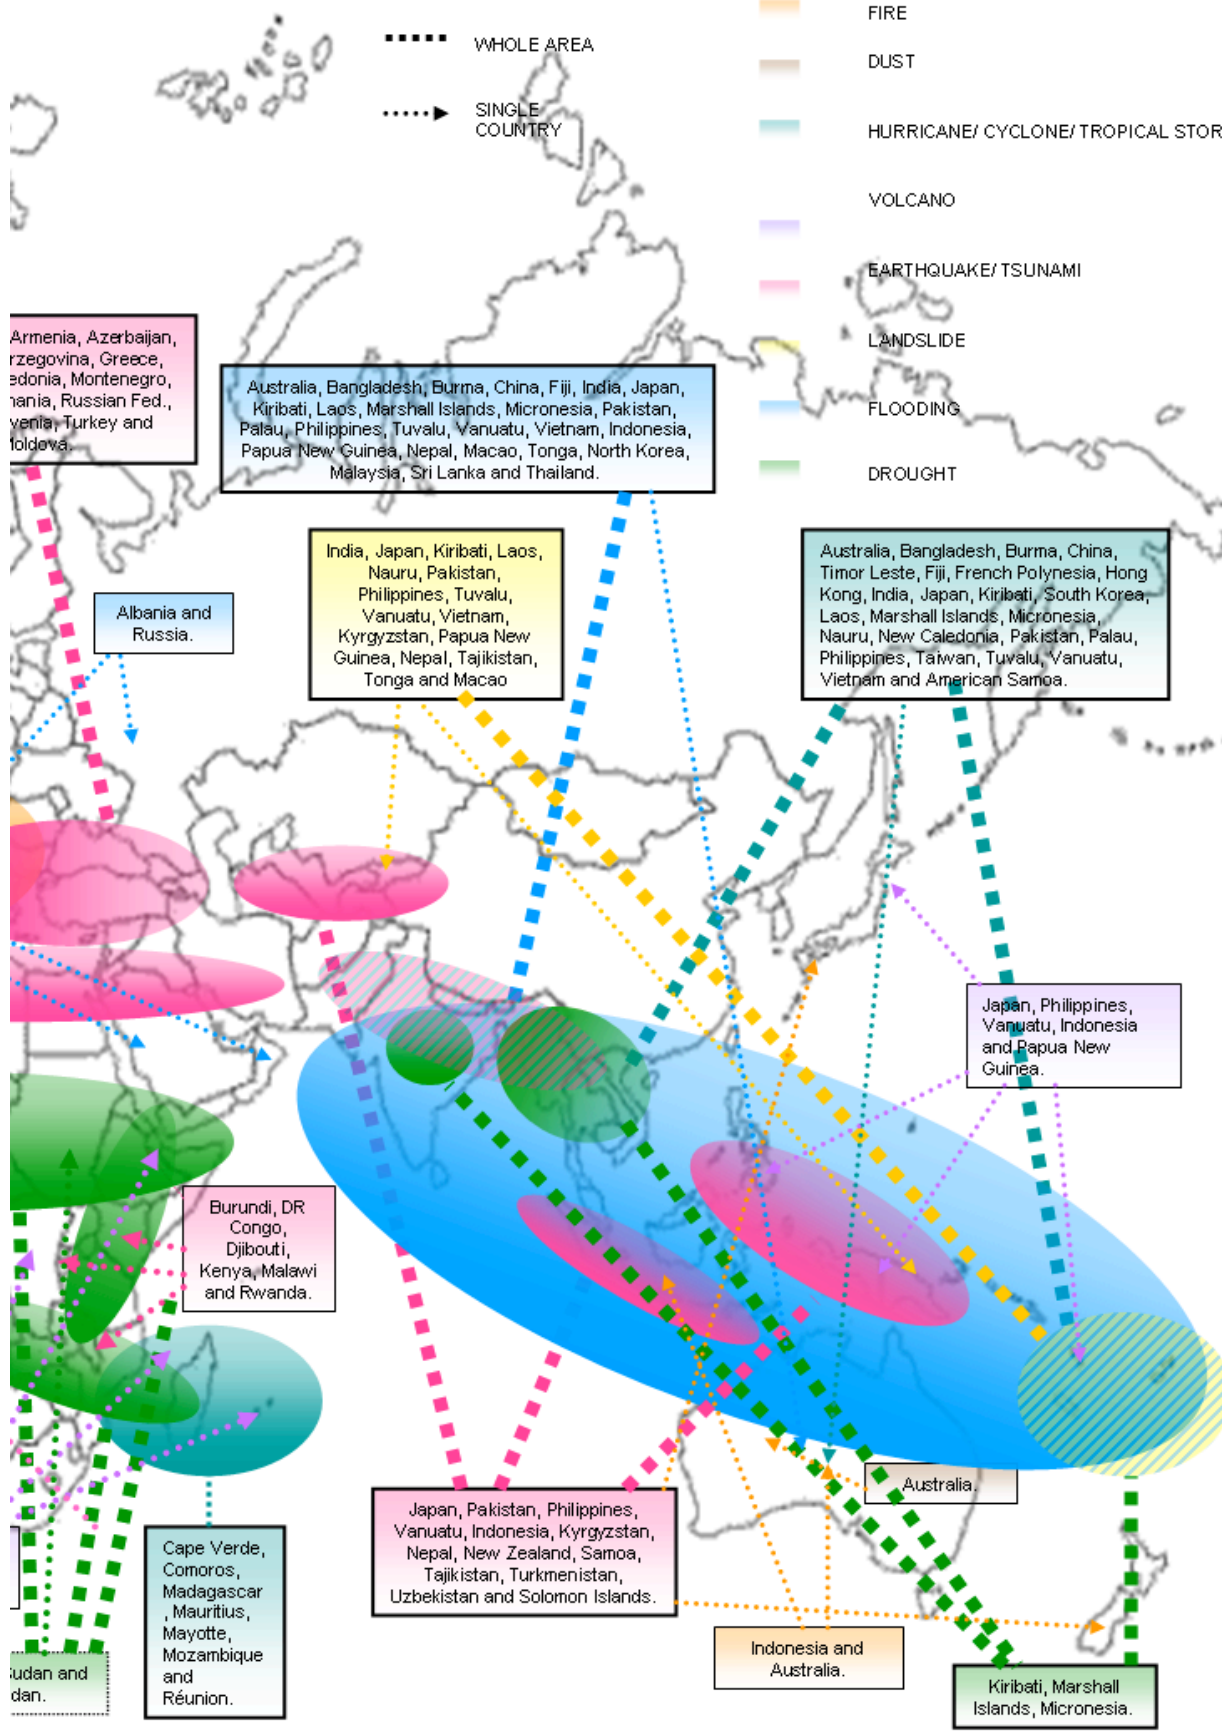 WHOLE AREA
SINGLE
COUNTRY
FIRE
DUST
HURRICANE/ CYCLONE/ TROPICAL STOR
VOLCANO
EARTHQUAKE/ TSUNAMI
LANDSLIDE
FLOODING
DROUGHT
Armenia, Azerbaijan,
rzegovina, Greece,
edonia, Montenegro,
nania, Russian Fed.,
venia, Turkey and
Moldova.
Australia, Bangladesh, Burma, China, Fiji, India, Japan,
Kiribati, Laos, Marshall Islands, Micronesia, Pakistan,
Palau, Philippines, Tuvalu, Vanuatu, Vietnam, Indonesia,
Papua New Guinea, Nepal, Macao, Tonga, North Korea,
Malaysia, Sri Lanka and Thailand.
Albania and
Russia.
India, Japan, Kiribati, Laos,
Nauru, Pakistan,
Philippines, Tuvalu,
Vanuatu, Vietnam,
Kyrgyzstan, Papua New
Guinea, Nepal, Tajikistan,
Tonga and Macao
Australia, Bangladesh, Burma, China,
Timor Leste, Fiji, French Polynesia, Hong
Kong, India, Japan, Kiribati, South Korea,
Laos, Marshall Islands, Micronesia,
Nauru, New Caledonia, Pakistan, Palau,
Philippines, Taiwan, Tuvalu, Vanuatu,
Vietnam and American Samoa.
Japan, Philippines,
Vanuatu, Indonesia
and Papua New
Guinea.
Burundi, DR
Congo,
Djibouti,
Kenya, Malawi
and Rwanda.
Australia.
Japan, Pakistan, Philippines,
Vanuatu, Indonesia, Kyrgyzstan,
Nepal, New Zealand, Samoa,
Tajikistan, Turkmenistan,
Uzbekistan and Solomon Islands.
Cape Verde,
Comoros,
Madagascar
, Mauritius,
Mayotte,
Mozambique
and
Réunion.
Indonesia and
Australia.
Sudan and
dan.
Kiribati, Marshall
Islands, Micronesia.